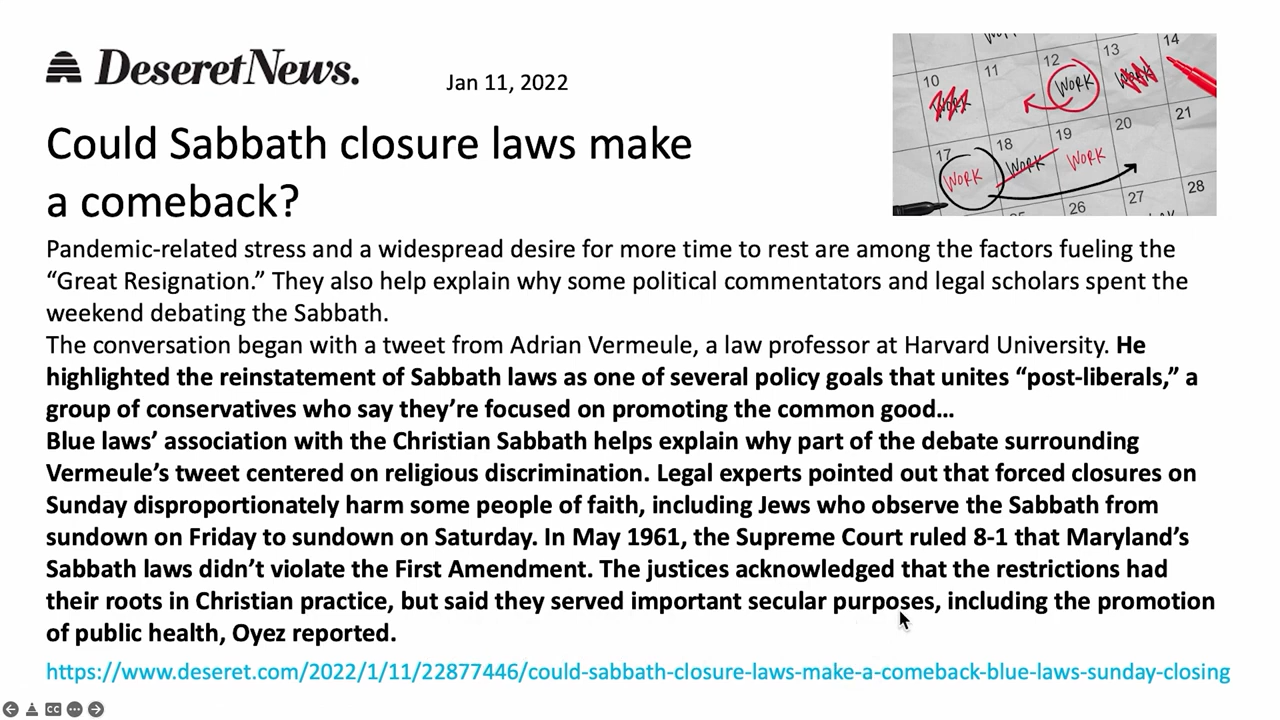 Deseret News.
Jan 11, 2022
Could Sabbath closure laws make
a comeback?
10
11
12
13
14
WORK
WORK
WORK
17
18
19
20
21
WORK
WORK
WORK
26
27
28
Pandemic-related stress and a widespread desire for more time to rest are among the factors fueling the
“Great Resignation.” They also help explain why some political commentators and legal scholars spent the
weekend debating the Sabbath.
The conversation began with a tweet from Adrian Vermeule, a law professor at Harvard University. He
highlighted the reinstatement of Sabbath laws as one of several policy goals that unites “post-liberals,” a
group of conservatives who say they’re focused on promoting the common good…
Blue laws’ association with the Christian Sabbath helps explain why part of the debate surrounding
Vermeule’s tweet centered on religious discrimination. Legal experts pointed out that forced closures on
Sunday disproportionately harm some people of faith, including Jews who observe the Sabbath from
sundown on Friday to sundown on Saturday. In May 1961, the Supreme Court ruled 8-1 that Maryland’s
Sabbath laws didn’t violate the First Amendment. The justices acknowledged that the restrictions had
their roots in Christian practice, but said they served important secular purposes, including the promotion
of public health, Oyez reported.
https://www.deseret.com/2022/1/11/22877446/could-sabbath-closure-laws-make-a-comeback-blue-laws-sunday-closing
CC